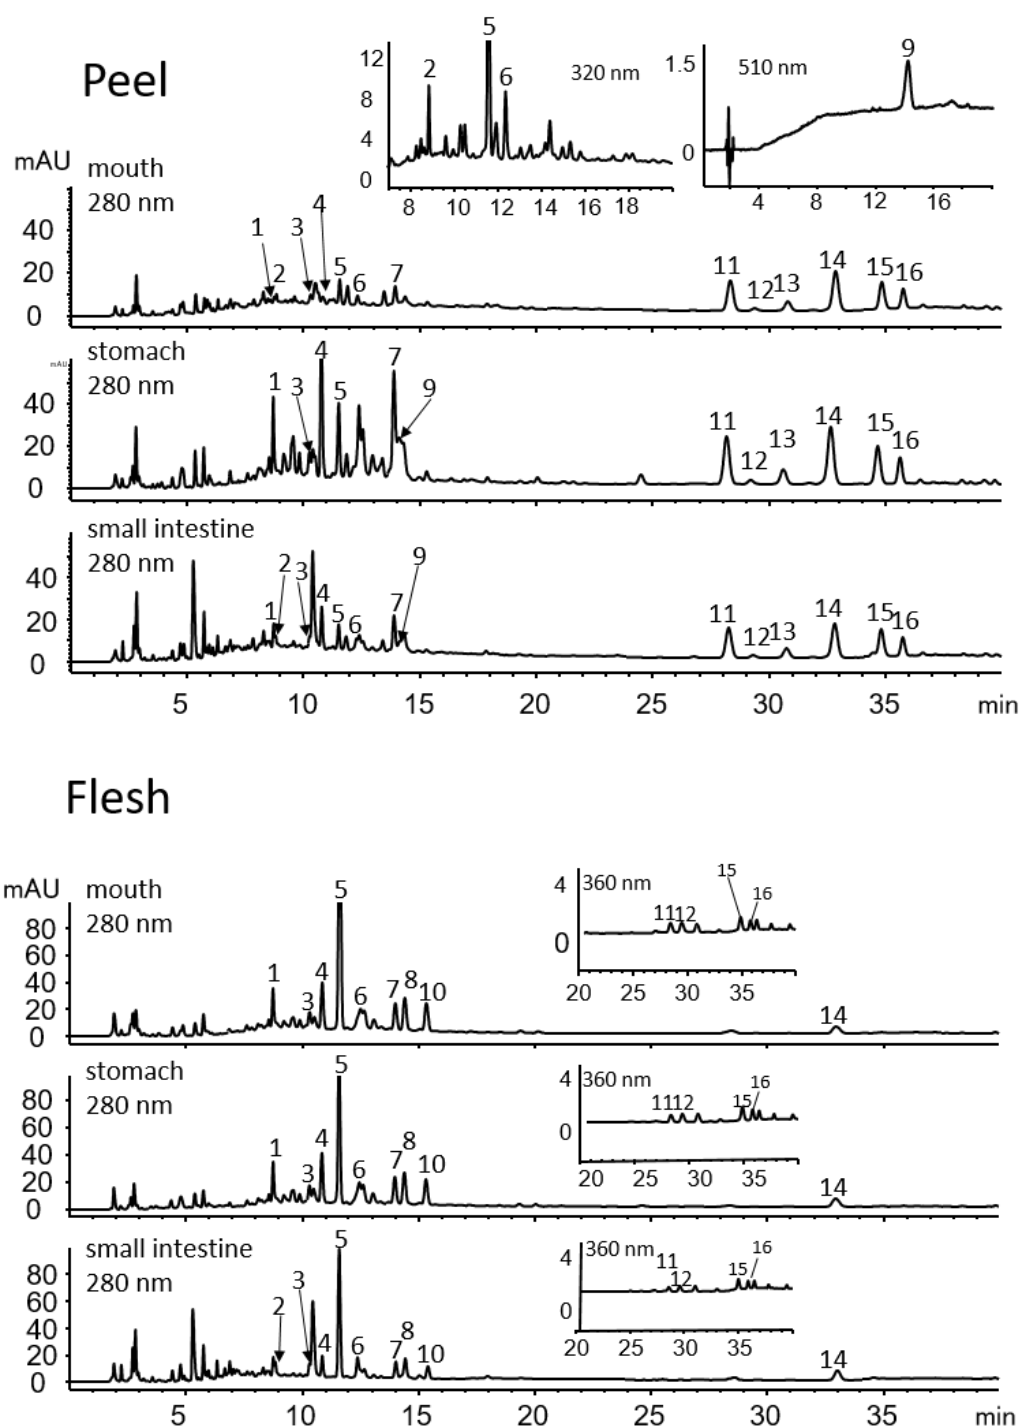 Peel
12
8
4
0
2
5
6
320 nm
8 10 12 14 16 18
1.5
0
510 nm
9
4 8 12 16
mAU
mouth
280 nm
40
20
0
1 2 3 4 5 6 7 11 12 13 14 15 16
mAU
stomach
280 nm
40
20
0
1 3 4 5 7 9 11 12 13 14 15 16
small intestine
280 nm
40
20
0
1 2 3 4 5 6 7 9 11 12 13 14 15 16
5 10 15 20 25 30 35 min
Flesh
mAU
mouth
280 nm
80
60
40
20
0
1 3 4 5 6 7 8 10 14
4
0
360 nm
11 12 15 16
20 25 30 35
stomach
280 nm
80
60
40
20
0
1 3 4 5 6 7 8 10 14
4
0
360 nm
11 12 15 16
20 25 30 35
small intestine
280 nm
80
60
40
20
0
2 3 4 5 6 7 8 10 14
4
0
360 nm
11 12 15 16
20 25 30 35
5 10 15 20 25 30 35 min